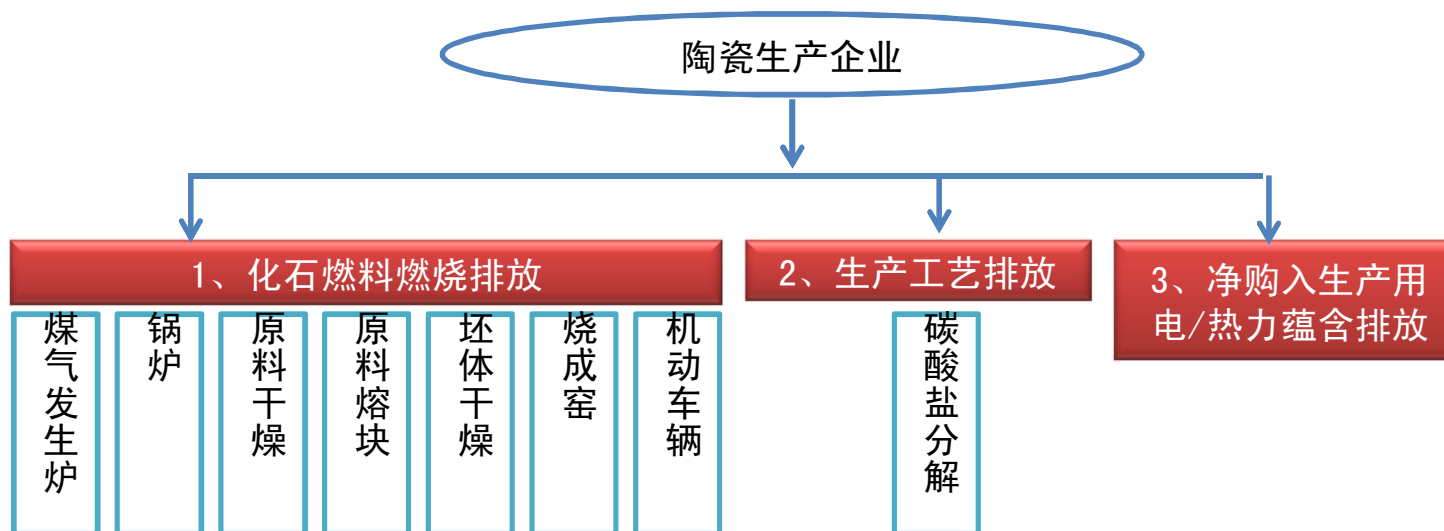 陶瓷生产企业
1、化石燃料燃烧排放
2、生产工艺排放
3、净购入生产用
电/热力蕴含排放
煤气发生炉
锅炉
原料干燥
原料熔块
坯体干燥
烧成窑
机动车辆
碳酸盐分解